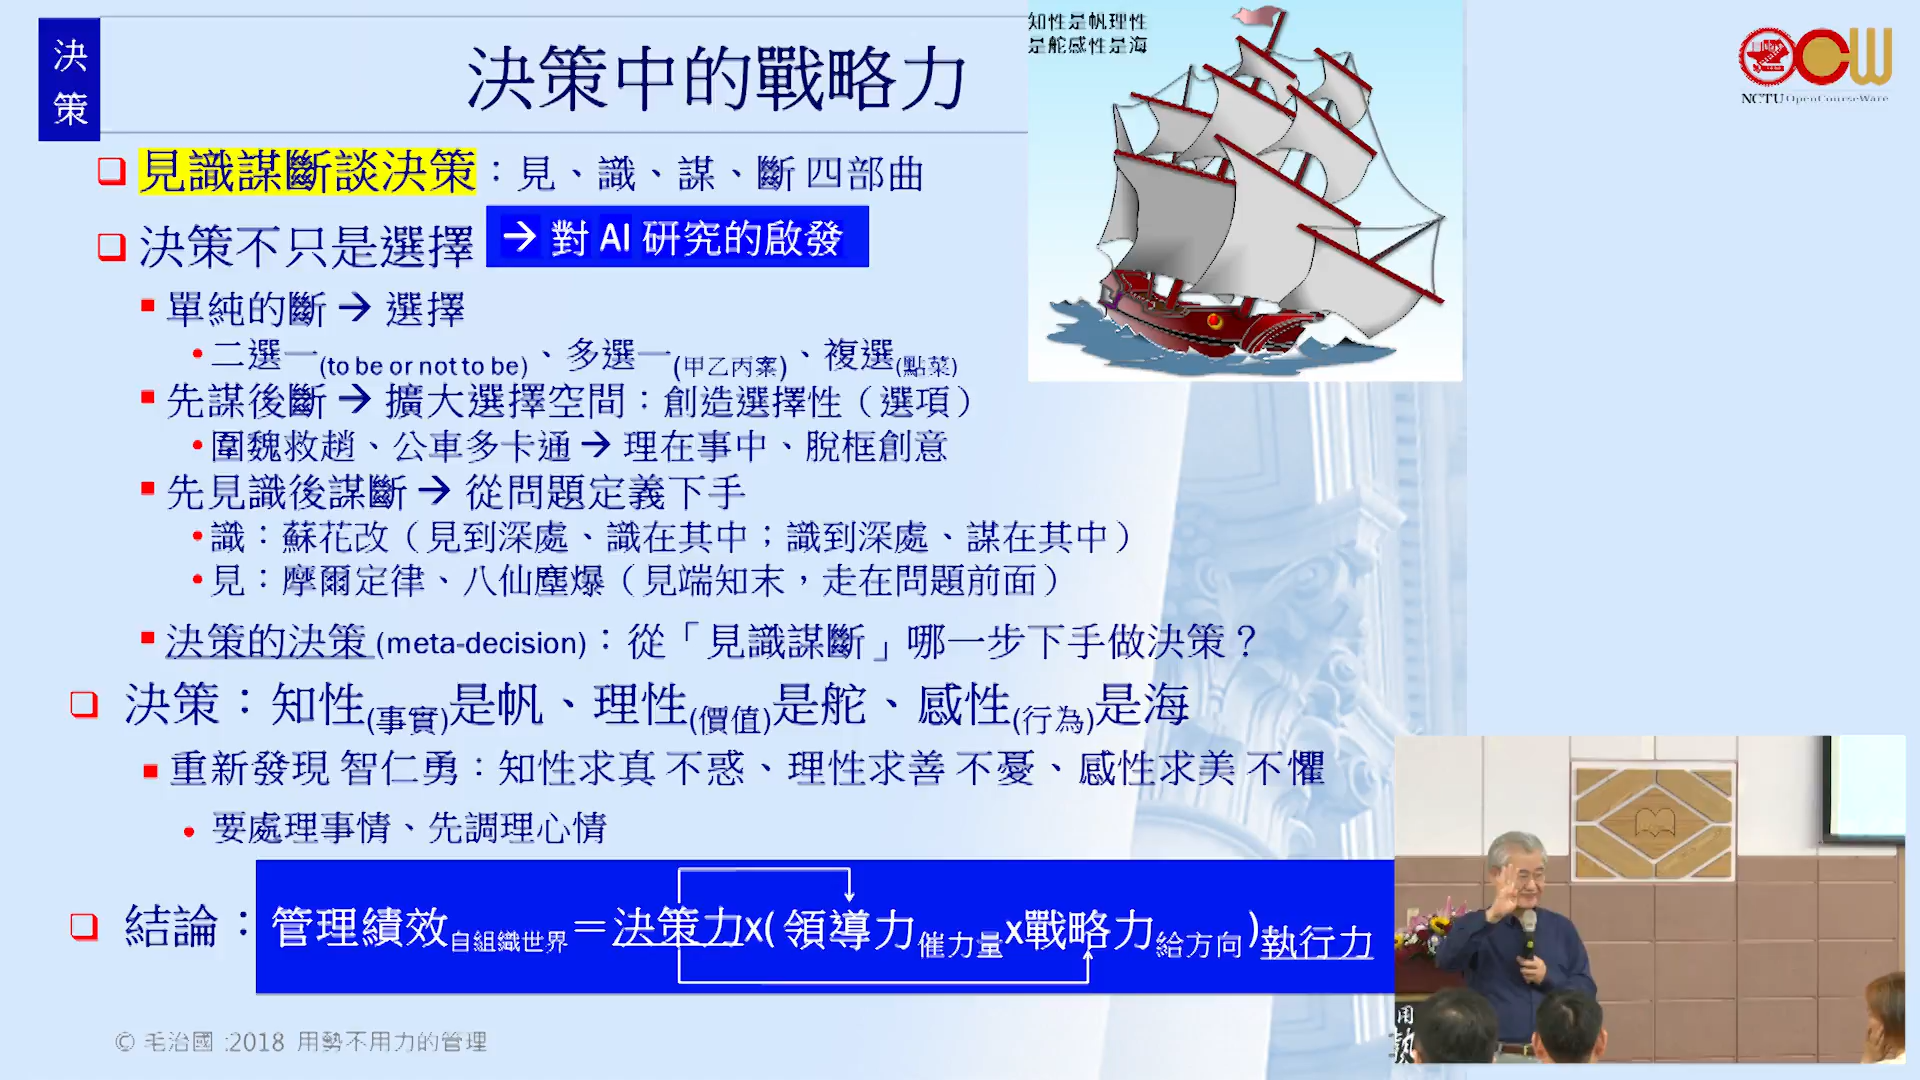 決策
決策中的戰略力
知性是帆理性
是舵感性是海
NCTU OpenCourseWare
❑ 見識謀斷談決策：見、識、謀、斷 四部曲
❑ 決策不只是選擇 → 對 AI 研究的啟發
▪ 單純的斷 → 選擇
• 二選一(to be or not to be)、多選一(甲乙丙案)、複選(點菜)
▪ 先謀後斷 → 擴大選擇空間：創造選擇性（選項）
• 圍魏救趙、公車多卡通 → 理在事中、脫框創意
▪ 先見識後謀斷 → 從問題定義下手
• 識：蘇花改（見到深處、識在其中；識到深處、謀在其中）
• 見：摩爾定律、八仙塵爆（見端知末，走在問題前面）
▪ 決策的決策 (meta-decision)：從「見識謀斷」哪一步下手做決策？
❑ 決策：知性(事實)是帆、理性(價值)是舵、感性(行為)是海
▪ 重新發現 智仁勇：知性求真 不惑、理性求善 不憂、感性求美 不懼
• 要處理事情、先調理心情
❑ 結論：管理績效自組織世界＝決策力x( 領導力催力量x戰略力給方向)執行力
© 毛治國 :2018 用勢不用力的管理
用